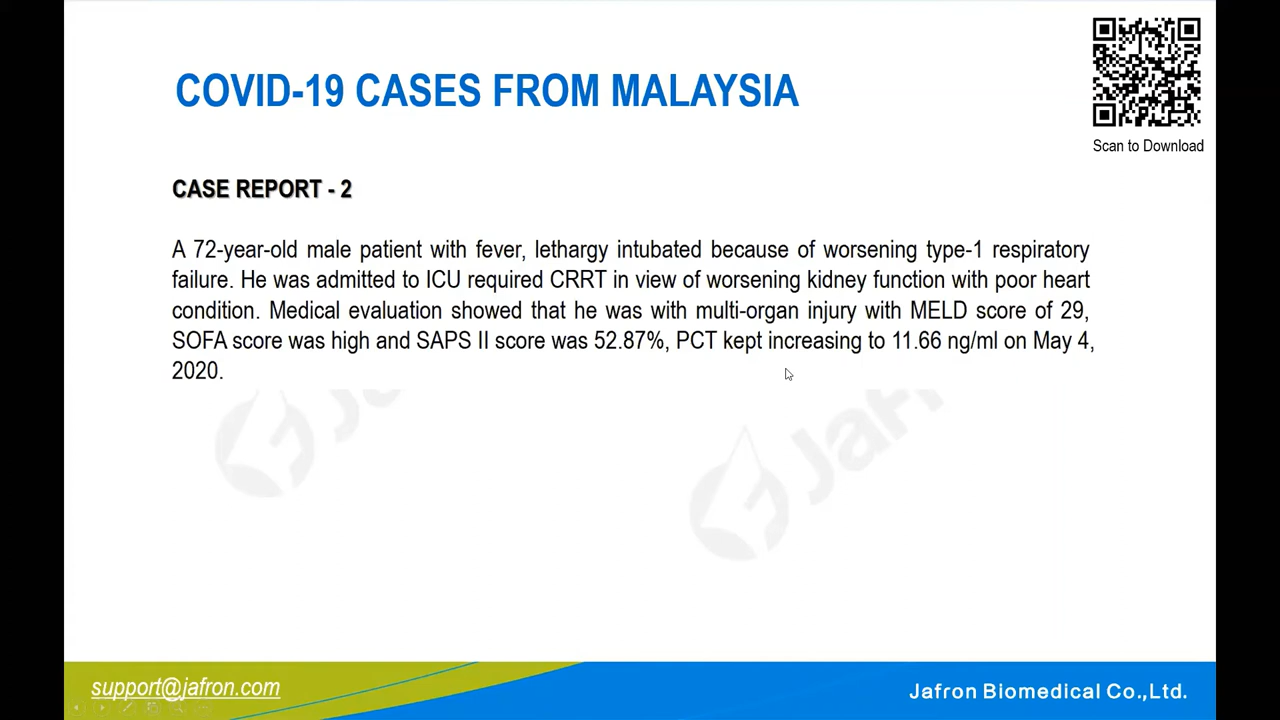 COVID-19 CASES FROM MALAYSIA
Scan to Download
CASE REPORT - 2
A 72-year-old male patient with fever, lethargy intubated because of worsening type-1 respiratory
failure. He was admitted to ICU required CRRT in view of worsening kidney function with poor heart
condition. Medical evaluation showed that he was with multi-organ injury with MELD score of 29,
SOFA score was high and SAPS II score was 52.87%, PCT kept increasing to 11.66 ng/ml on May 4,
2020.
Jafron
support@jafron.com
Jafron Biomedical Co.,Ltd.